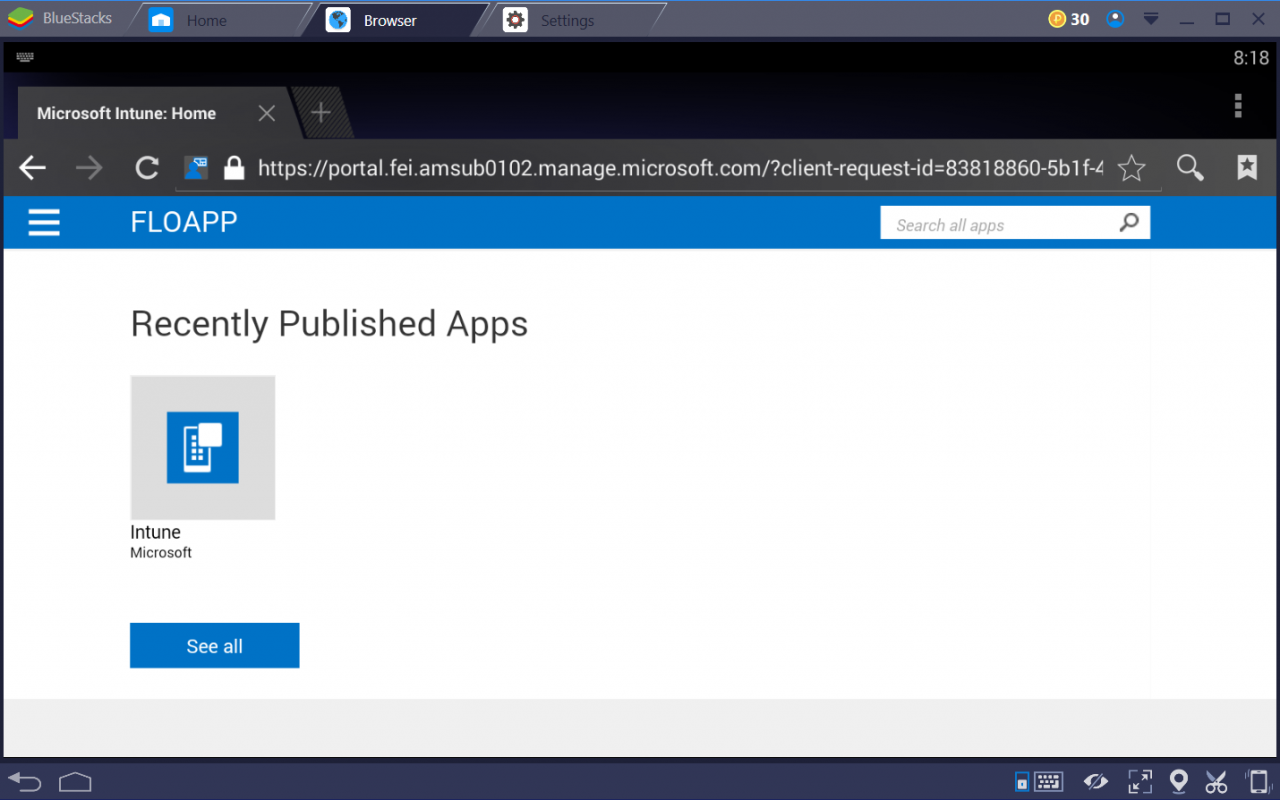 BlueStacks
Home
Browser
Settings
30
8:18
Microsoft Intune: Home
https://portal.fei.amsub0102.manage.microsoft.com/?client-request-id=83818860-5b1f-4
FLOAPP
Search all apps
Recently Published Apps
Intune
Microsoft
See all